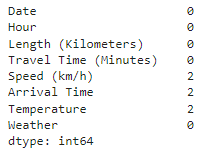 Date 0
Hour 0
Length (Kilometers) 0
Travel Time (Minutes) 0
Speed (km/h) 2
Arrival Time 2
Temperature 2
Weather 0
dtype: int64